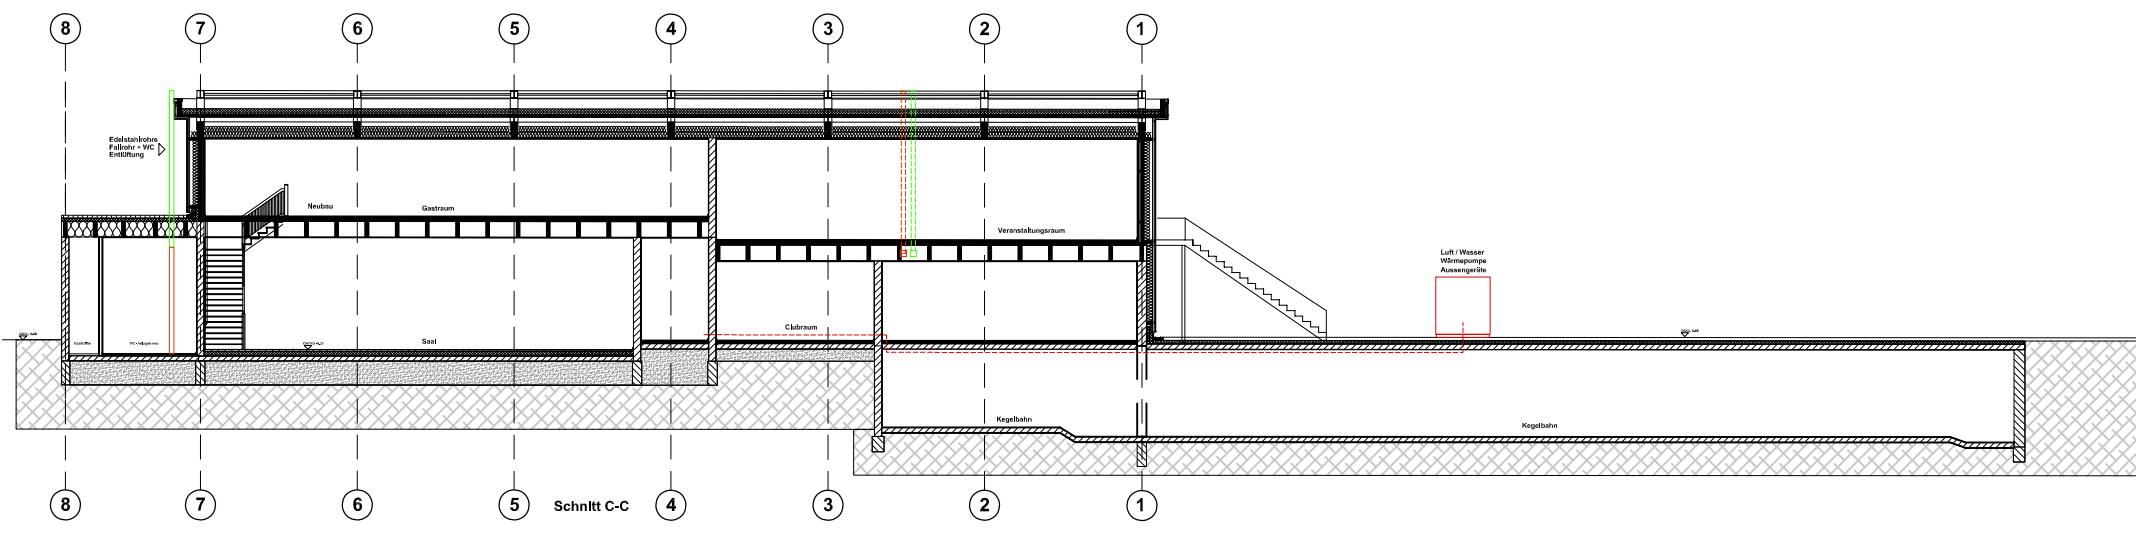 8 7 6 5 4 3 2 1
Edelstahlrohre
Fallrohr + WC
Entlüftung
Neubau
Gastraum
Veranstaltungsraum
Luft / Wasser
Wärmepumpe
Aussengeräte
Clubraum
Saal
Kegelbahn
Kegelbahn
8 7 6 5 4 3 2 1
Schnitt C-C